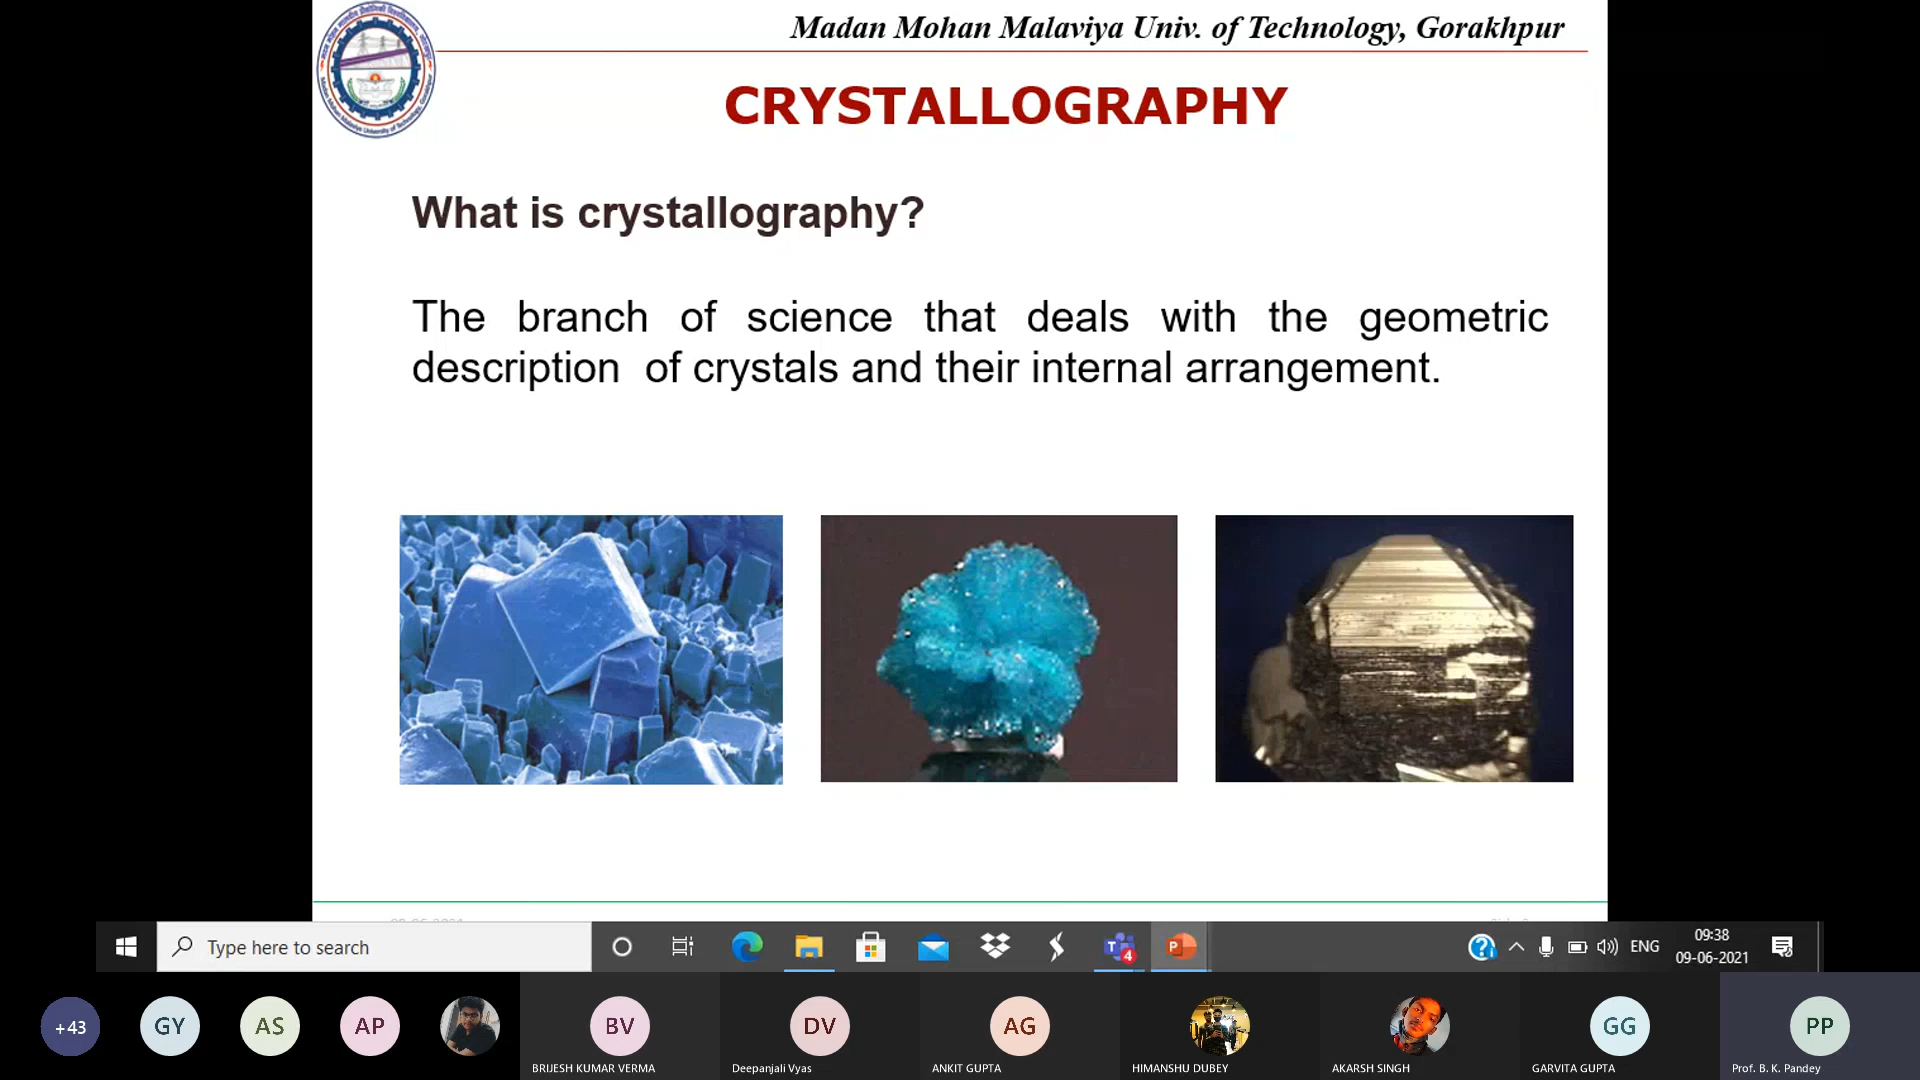 Madan Mohan Malaviya Univ. of Technology, Gorakhpur
CRYSTALLOGRAPHY
What is crystallography?
The branch of science that deals with the geometric
description of crystals and their internal arrangement.
Type here to search
4
ENG
09:38
09-06-2021
+43
GY
AS
AP
BV
BRIJESH KUMAR VERMA
DV
Deepanjali Vyas
AG
ANKIT GUPTA
HIMANSHU DUBEY
AKARSH SINGH
GG
GARVITA GUPTA
PP
Prof. B. K. Pandey